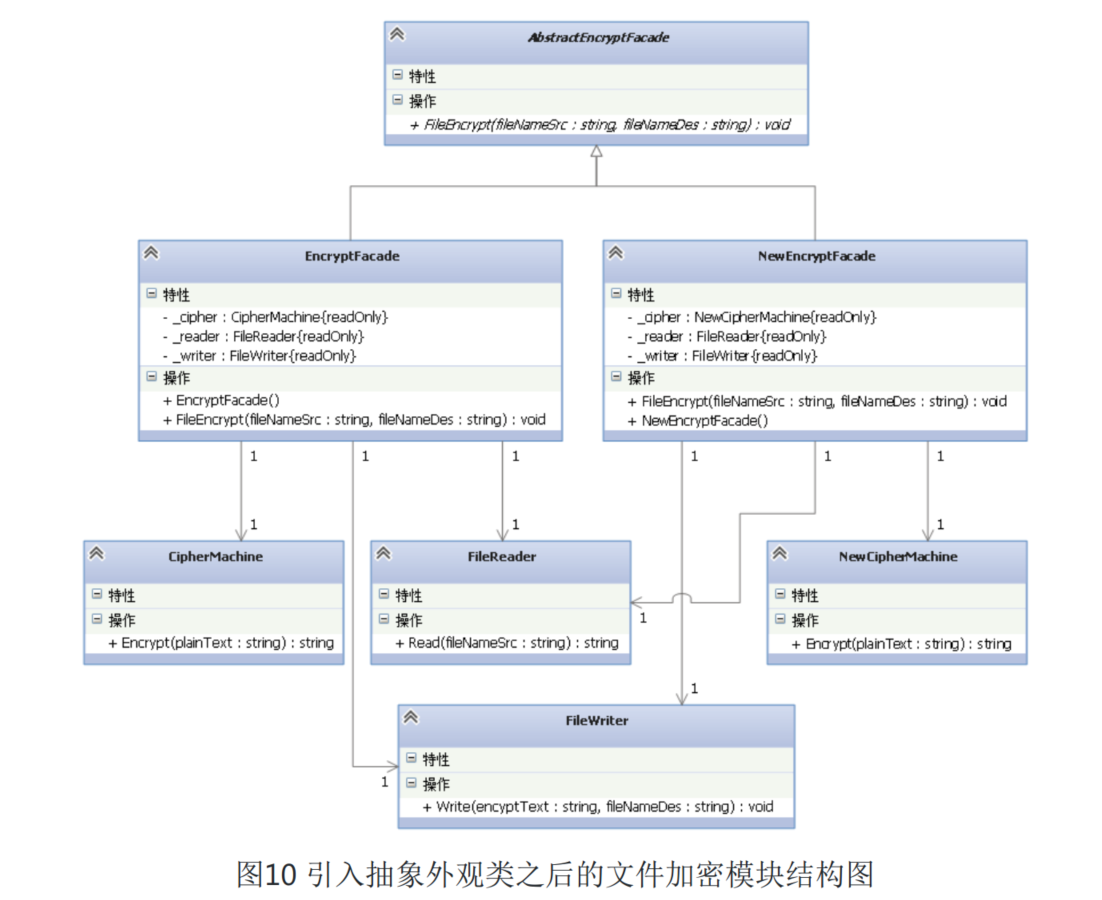 AbstractEncryptFacade
特性
操作
+ FileEncrypt(fileNameSrc : string, fileNameDes : string) : void
EncryptFacade
特性
- _cipher : CipherMachine{readOnly}
- _reader : FileReader{readOnly}
- _writer : FileWriter{readOnly}
操作
+ EncryptFacade()
+ FileEncrypt(fileNameSrc : string, fileNameDes : string) : void
NewEncryptFacade
特性
- _cipher : NewCipherMachine{readOnly}
- _reader : FileReader{readOnly}
- _writer : FileWriter{readOnly}
操作
+ FileEncrypt(fileNameSrc : string, fileNameDes : string) : void
+ NewEncryptFacade()
1
1
1
1
1
1
1
1
1
CipherMachine
特性
操作
+ Encrypt(plainText : string) : string
FileReader
特性
操作
+ Read(fileNameSrc : string) : string
1
NewCipherMachine
特性
操作
+ Encrypt(plainText : string) : string
1
FileWriter
特性
操作
+ Write(encyptText : string, fileNameDes : string) : void
1
图10 引入抽象外观类之后的文件加密模块结构图